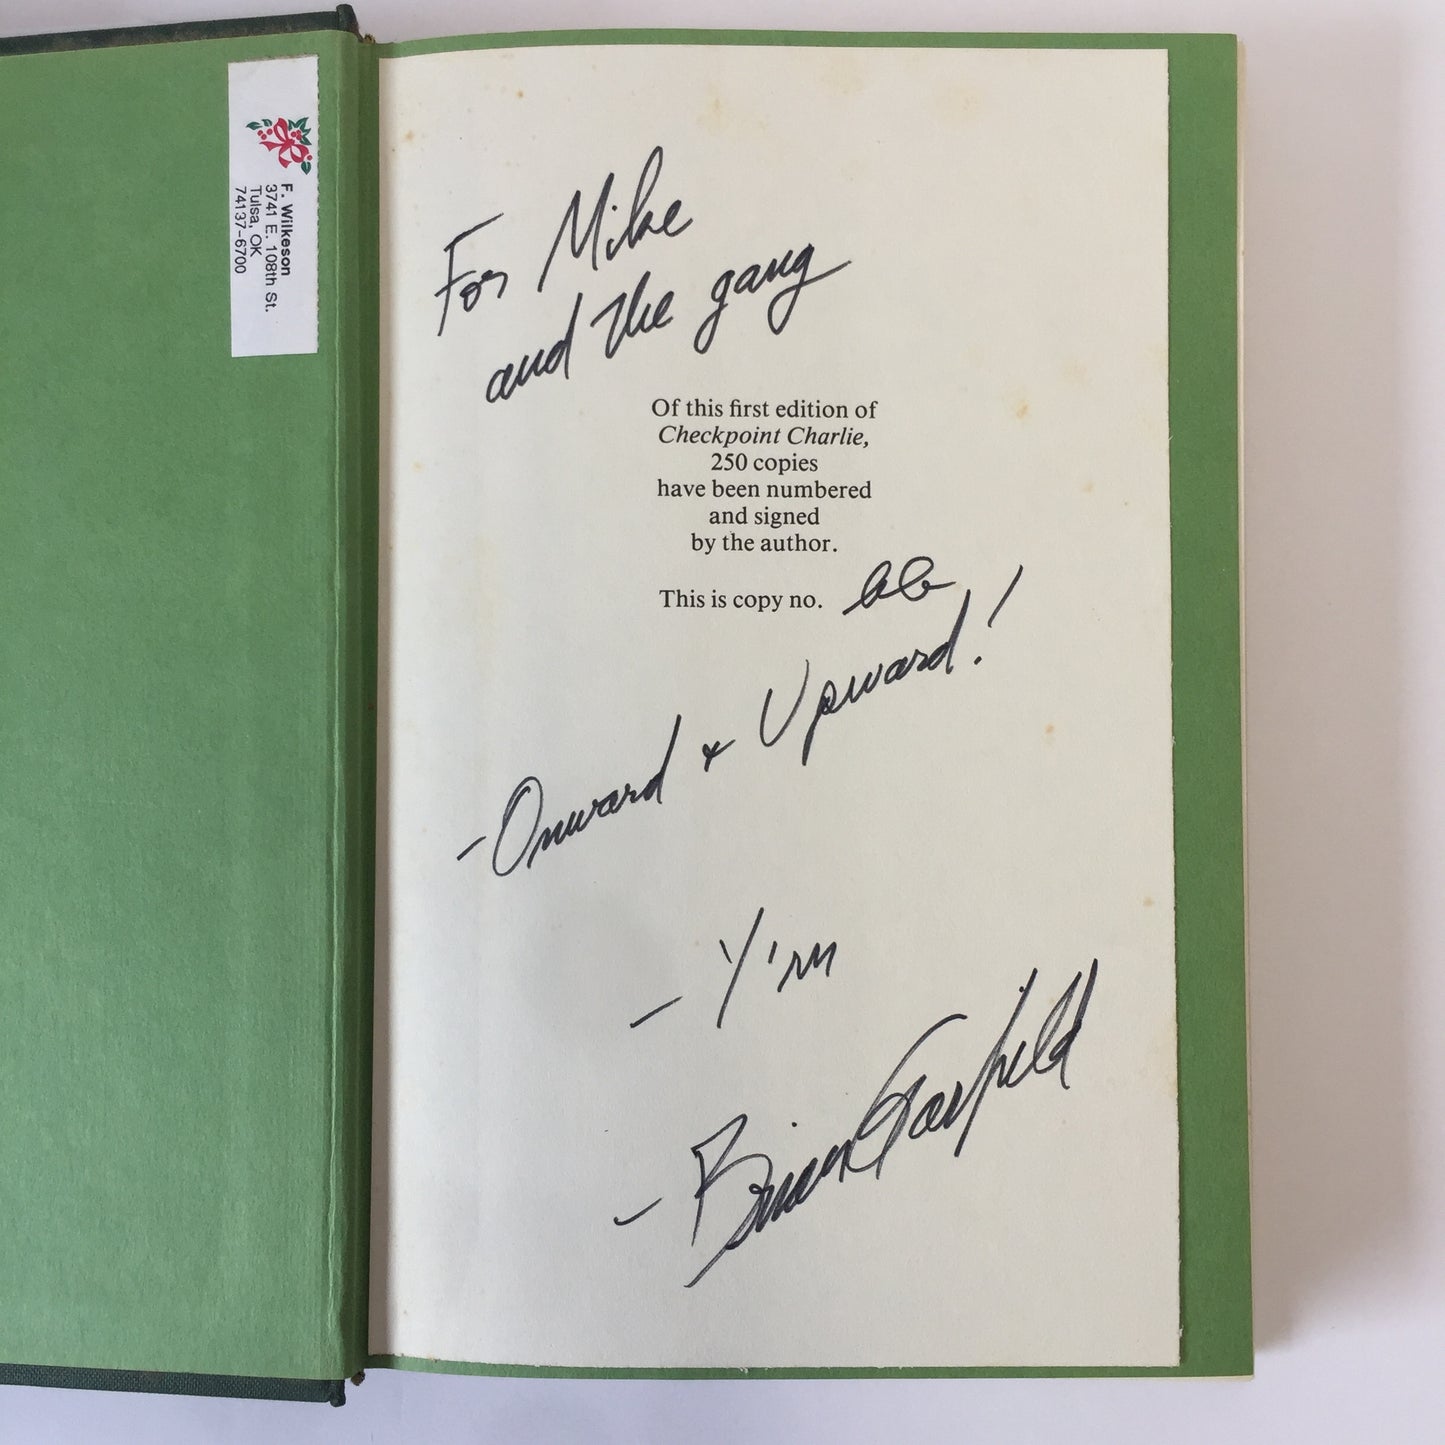 F. Wilkeson
3741 E. 108th St.
Tulsa, OK
74137-6700
For Mike
and the gang
Of this first edition of
Checkpoint Charlie,
250 copies
have been numbered
and signed
by the author.
This is copy no.
- Onward & Upward!
- Y'rn
- Brian Garfield